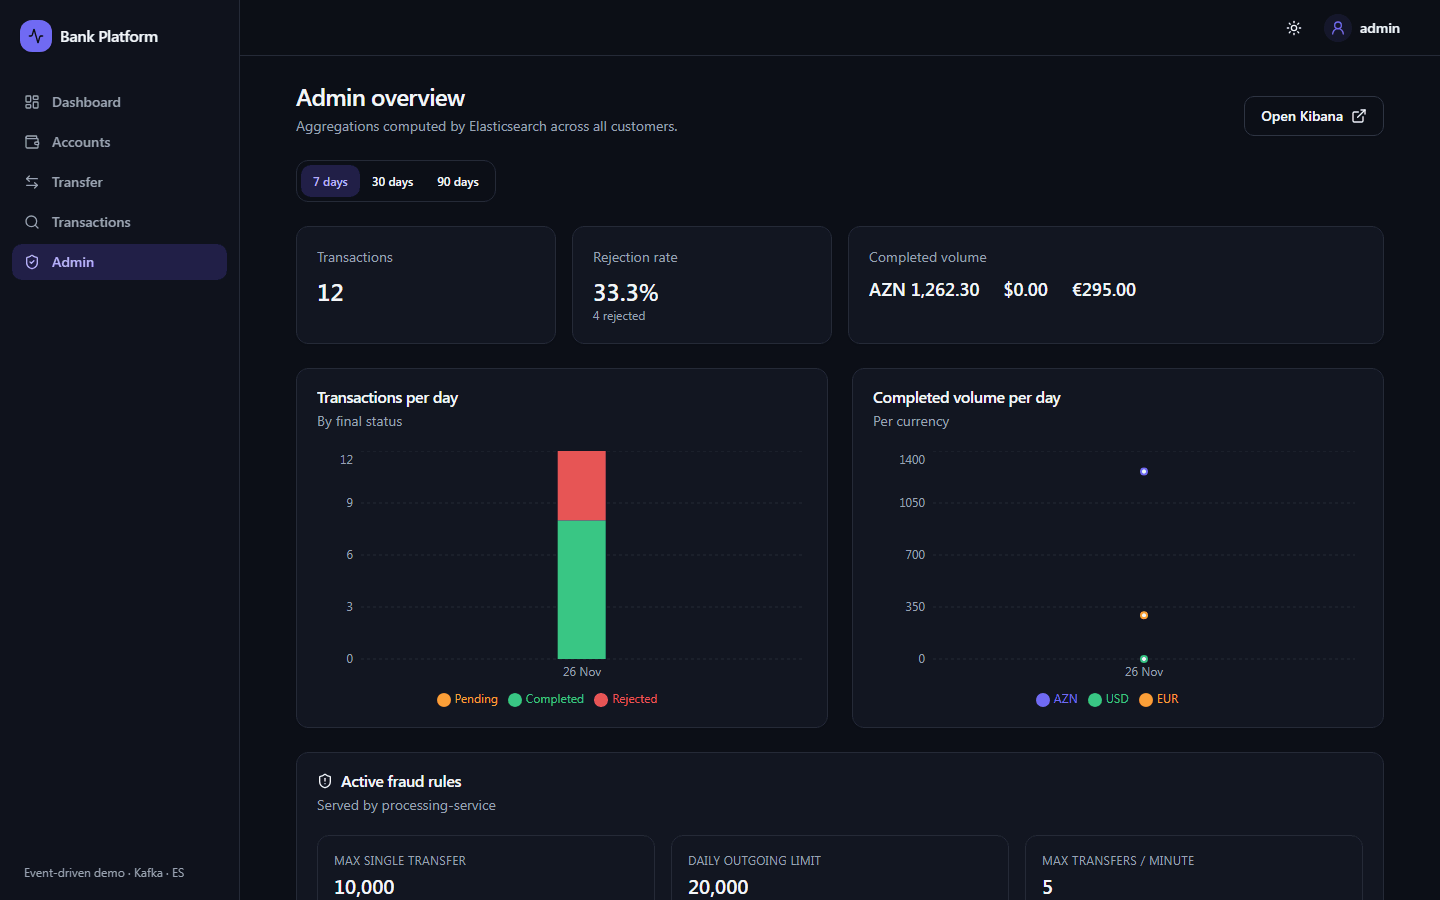 Bank Platform
admin
Dashboard
Accounts
Transfer
Transactions
Admin
Admin overview
Aggregations computed by Elasticsearch across all customers.
Open Kibana
7 days 30 days 90 days
Transactions
12
Rejection rate
33.3%
4 rejected
Completed volume
AZN 1,262.30 $0.00 €295.00
Transactions per day
By final status
12
9
6
3
0
26 Nov
Pending Completed Rejected
Completed volume per day
Per currency
1400
1050
700
350
0
26 Nov
AZN USD EUR
Active fraud rules
Served by processing-service
MAX SINGLE TRANSFER
10,000
DAILY OUTGOING LIMIT
20,000
MAX TRANSFERS / MINUTE
5
Event-driven demo · Kafka · ES